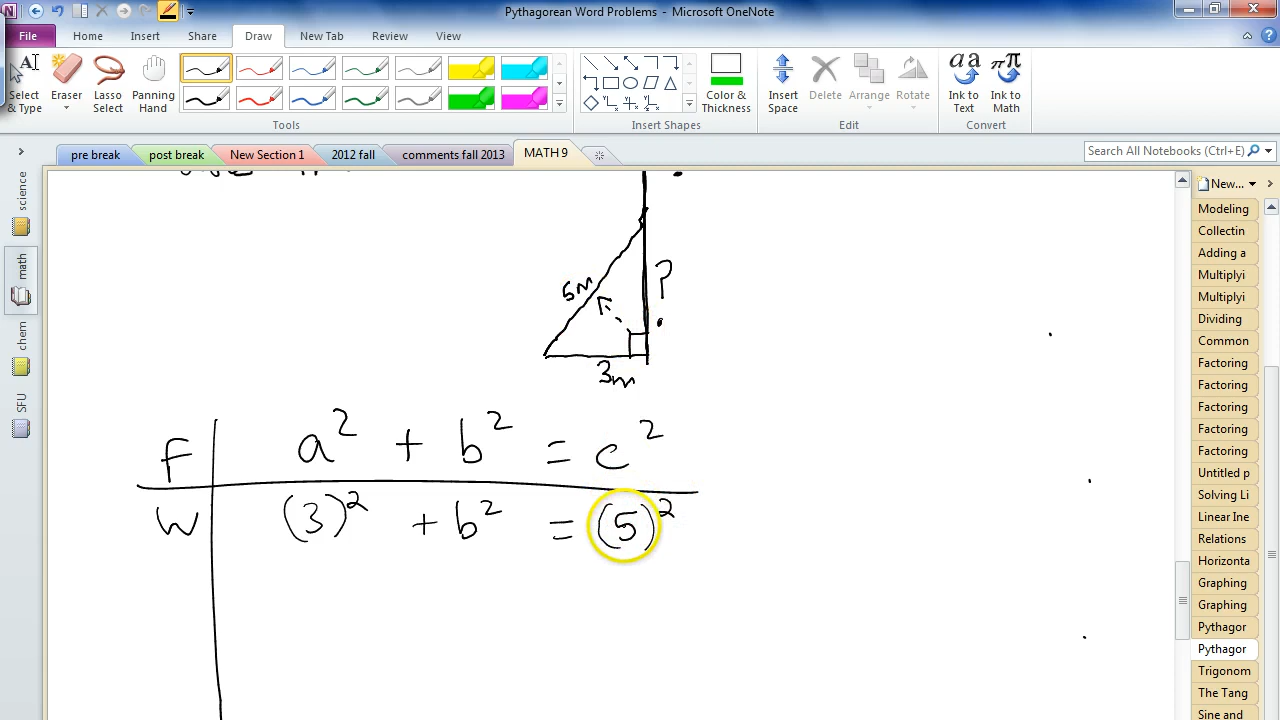 Pythagorean Word Problems - Microsoft OneNote
File Home Insert Share Draw New Tab Review View
Select & Type
Eraser
Lasso Select
Panning Hand
Color & Thickness
Insert Space
Delete
Arrange
Rotate
Ink to Text
Ink to Math
Tools
Insert Shapes
Edit
Convert
pre break
post break
New Section 1
2012 fall
comments fall 2013
MATH 9
Search All Notebooks (Ctrl+E)
science
math
chem
SFU
?
5m
3m
F a² + b² = c²
W (3)² + b² = (5)²
New...
Modeling
Collectin
Adding a
Multiplyi
Multiplyi
Dividing
Common
Factoring
Factoring
Factoring
Factoring
Factoring
Untitled p
Solving Li
Linear Ine
Relations
Horizonta
Graphing
Graphing
Pythagor
Pythagor
Trigonom
The Tang
Sine and